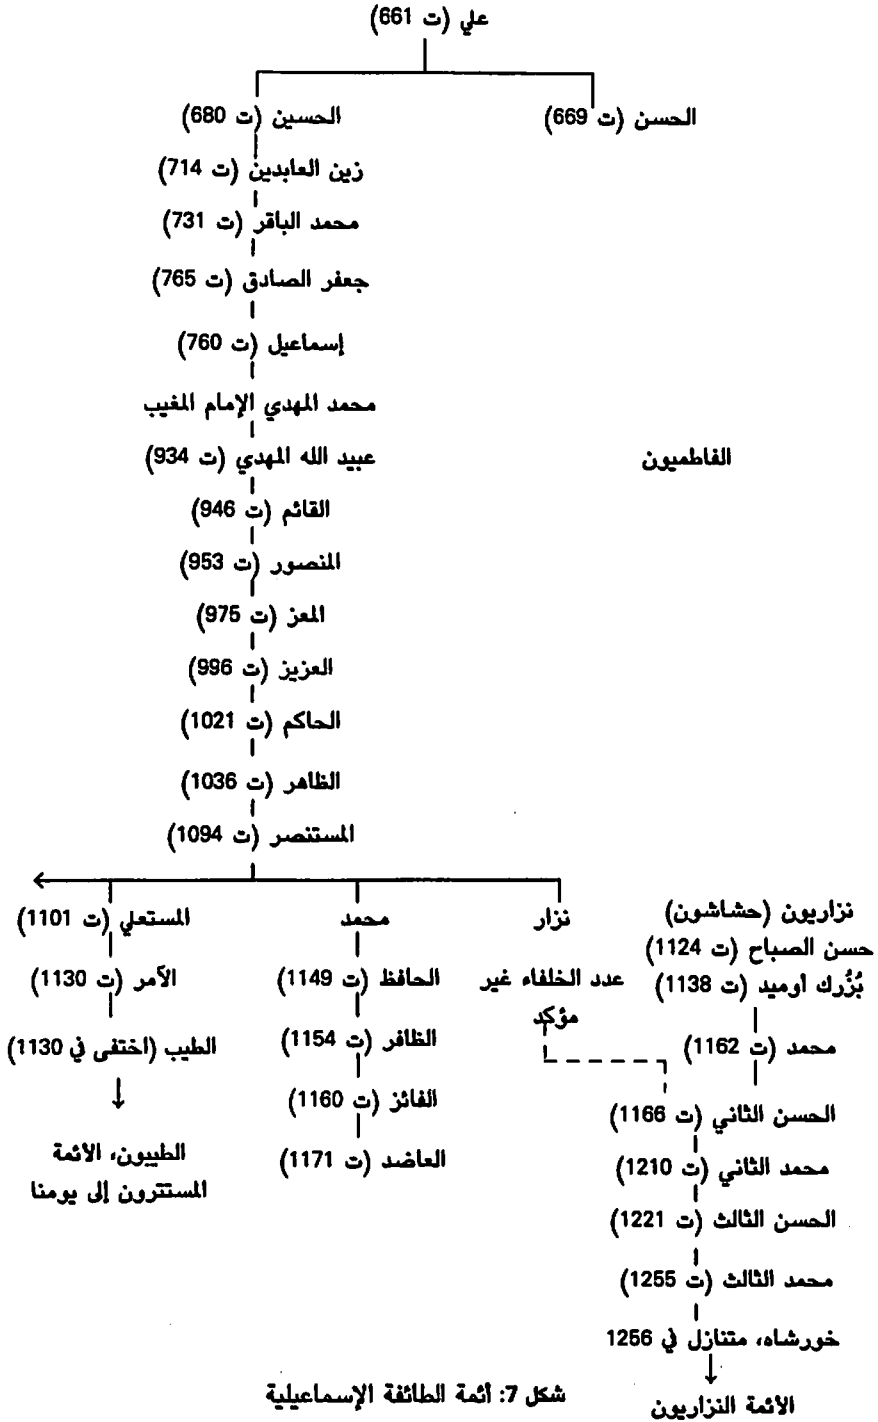 علي (ت 661)
الحسن (ت 669)
الحسين (ت 680)
زين العابدين (ت 714)
محمد الباقر (ت 731)
جعفر الصادق (ت 765)
إسماعيل (ت 760)
محمد المهدي الإمام المغيب
الفاطميون
عبيد الله المهدي (ت 934)
القائم (ت 946)
المنصور (ت 953)
المعز (ت 975)
العزيز (ت 996)
الحاكم (ت 1021)
الظاهر (ت 1036)
المستنصر (ت 1094)
نزاريون (حشاشون)
حسن الصباح (ت 1124)
بُزُرك أوميد (ت 1138)
محمد (ت 1162)
الحسن الثاني (ت 1166)
محمد الثاني (ت 1210)
الحسن الثالث (ت 1221)
محمد الثالث (ت 1255)
خورشاه، متنازل في 1256
الأئمة النزاريون
نزار
عدد الخلفاء غير
مؤكد
محمد
الحافظ (ت 1149)
الظافر (ت 1154)
الفائز (ت 1160)
العاضد (ت 1171)
المستعلي (ت 1101)
الآمر (ت 1130)
الطيب (اختفى في 1130)
الطيبون، الأئمة
المستترون إلى يومنا
شكل 7: أئمة الطائفة الإسماعيلية